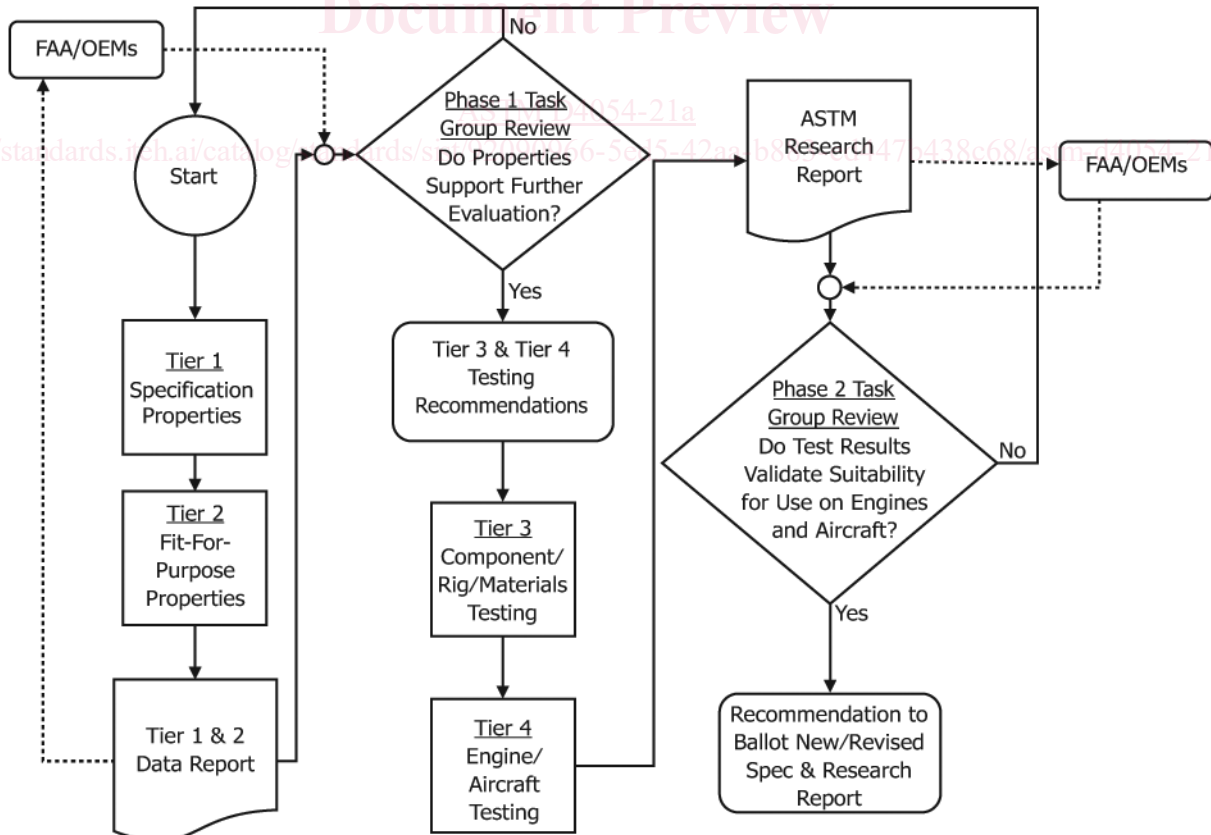 Document Preview
ASTM D4054-21a
No
FAA/OEMs
Start
Phase 1 Task
Group Review
Do Properties
Support Further
Evaluation?
Yes
ASTM
Research
Report
FAA/OEMs
Tier 1
Specification
Properties
Tier 2
Fit-For-
Purpose
Properties
Tier 1 & 2
Data Report
Tier 3 & Tier 4
Testing
Recommendations
Tier 3
Component/
Rig/Materials
Testing
Tier 4
Engine/
Aircraft
Testing
Phase 2 Task
Group Review
Do Test Results
Validate Suitability
for Use on Engines
and Aircraft?
No
Yes
Recommendation to
Ballot New/Revised
Spec & Research
Report